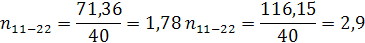 n₁₁₋₂₂ = 71,36/40 = 1,78 n₁₁₋₂₂ = 116,15/40 = 2,9